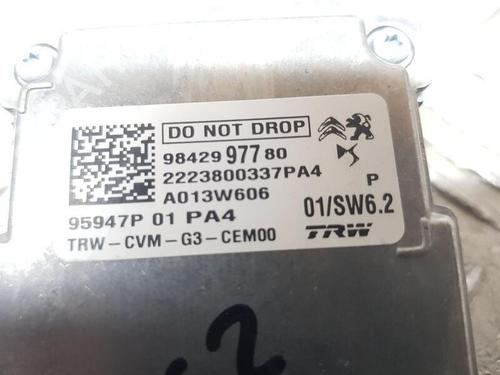 DO NOT DROP
98429 977 80
2223800337PA4
A013W606
P
95947P 01 PA4
01/SW6.2
TRW-CVM-G3-CEM00
TRW
2